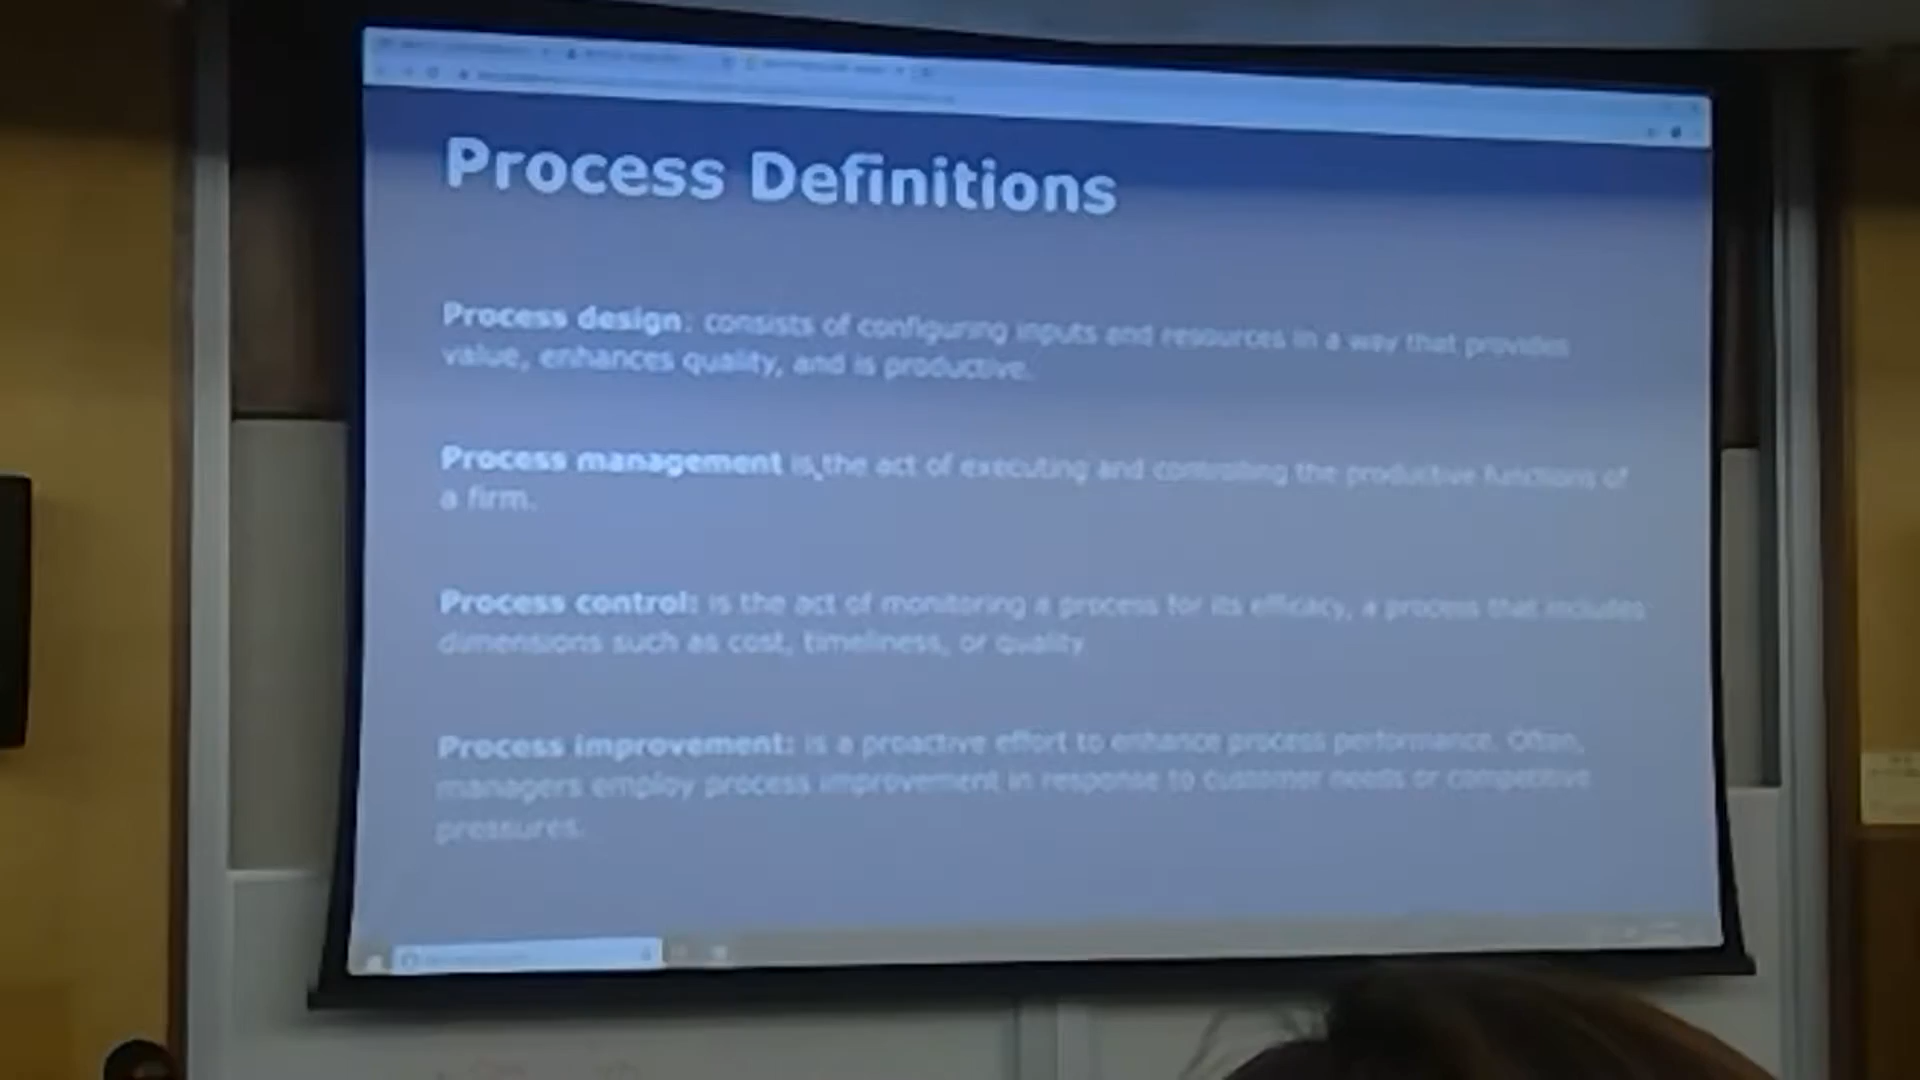 Process Definitions
Process design: consists of configuring inputs and resources in a way that provides
value, enhances quality, and is productive.
Process management is the act of executing and controlling the productive functions of
a firm.
Process control: is the act of monitoring a process for its efficacy, a process that includes
dimensions such as cost, timeliness, or quality
Process improvement: is a proactive effort to enhance process performance. Often,
managers employ process improvement in response to customer needs or competitive
pressures.